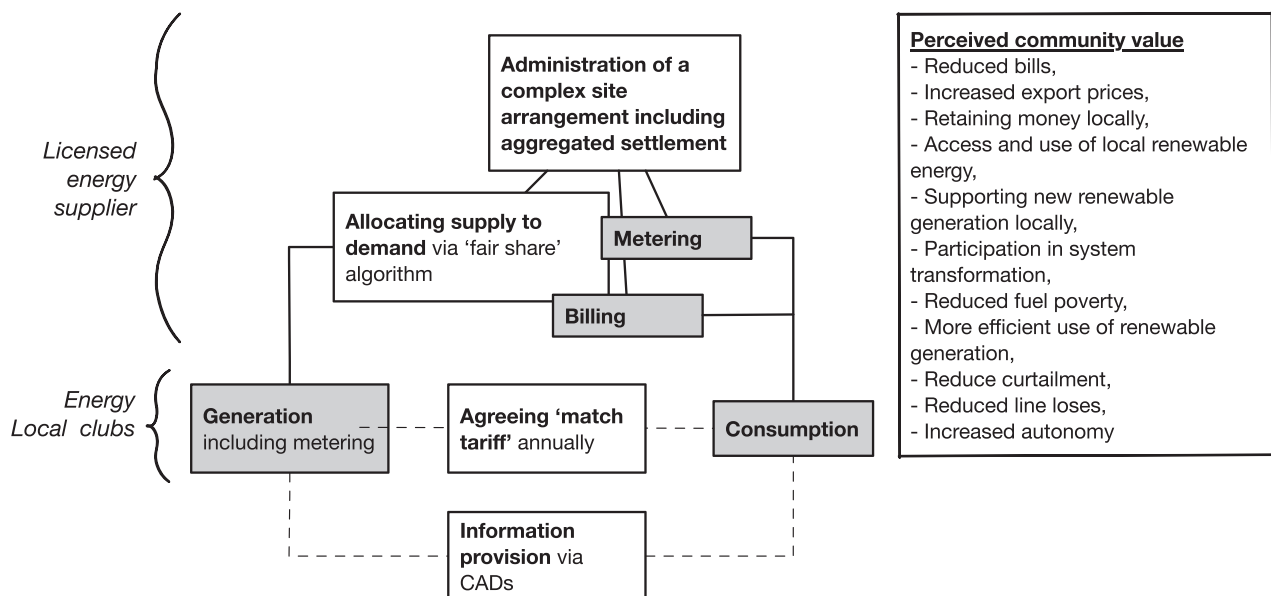 Licensed
energy
supplier
Administration of a
complex site
arrangement including
aggregated settlement
Allocating supply to
demand via ‘fair share’
algorithm
Metering
Billing
Energy
Local clubs
Generation
including metering
Agreeing ‘match
tariff’ annually
Consumption
Information
provision via
CADs
Perceived community value
- Reduced bills,
- Increased export prices,
- Retaining money locally,
- Access and use of local renewable
energy,
- Supporting new renewable
generation locally,
- Participation in system
transformation,
- Reduced fuel poverty,
- More efficient use of renewable
generation,
- Reduce curtailment,
- Reduced line loses,
- Increased autonomy